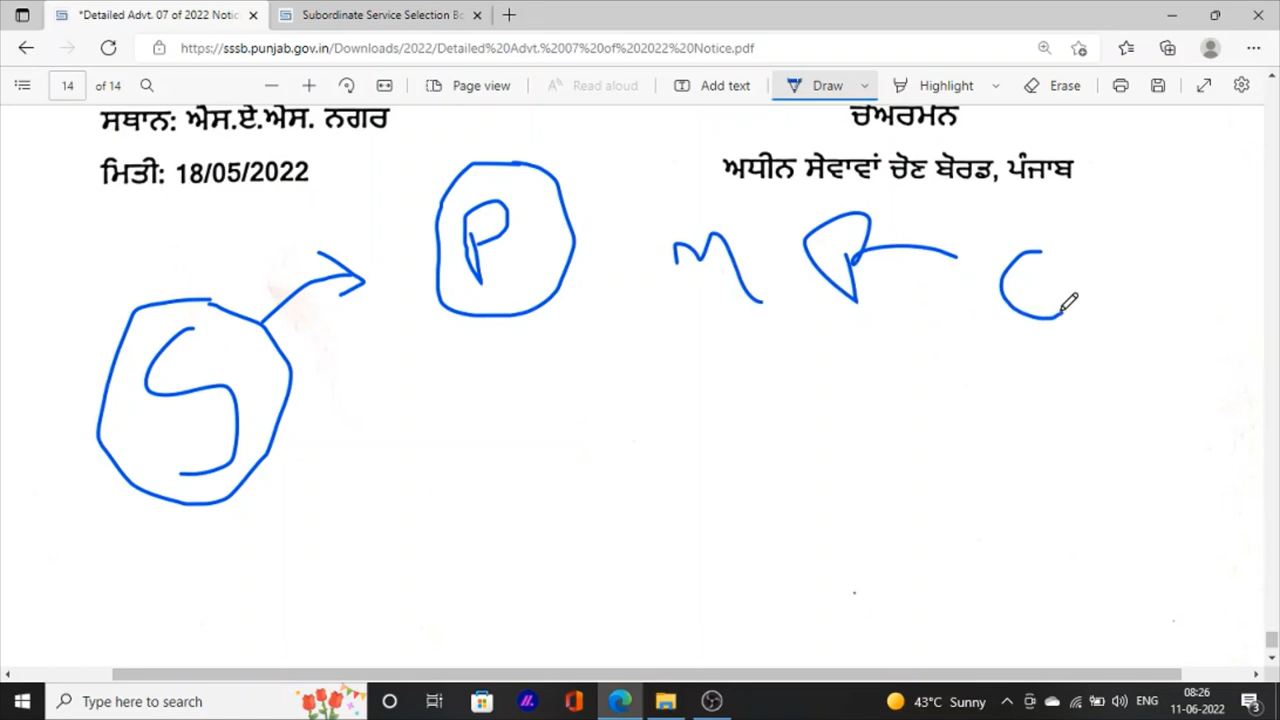 *Detailed Advt. 07 of 2022 Notic
Subordinate Service Selection Bo
https://sssb.punjab.gov.in/Downloads/2022/Detailed%20Advt.%2007%20of%202022%20Notice.pdf
14 of 14
Page view
Read aloud
Add text
Draw
Highlight
Erase
ਸਥਾਨ: ਐਸ.ਏ.ਐਸ. ਨਗਰ
ਚੇਅਰਮੈਨ
ਮਿਤੀ: 18/05/2022
ਅਧੀਨ ਸੇਵਾਵਾਂ ਚੋਣ ਬੋਰਡ, ਪੰਜਾਬ
P M R C
S
Type here to search
43°C Sunny
ENG
08:26
11-06-2022
3